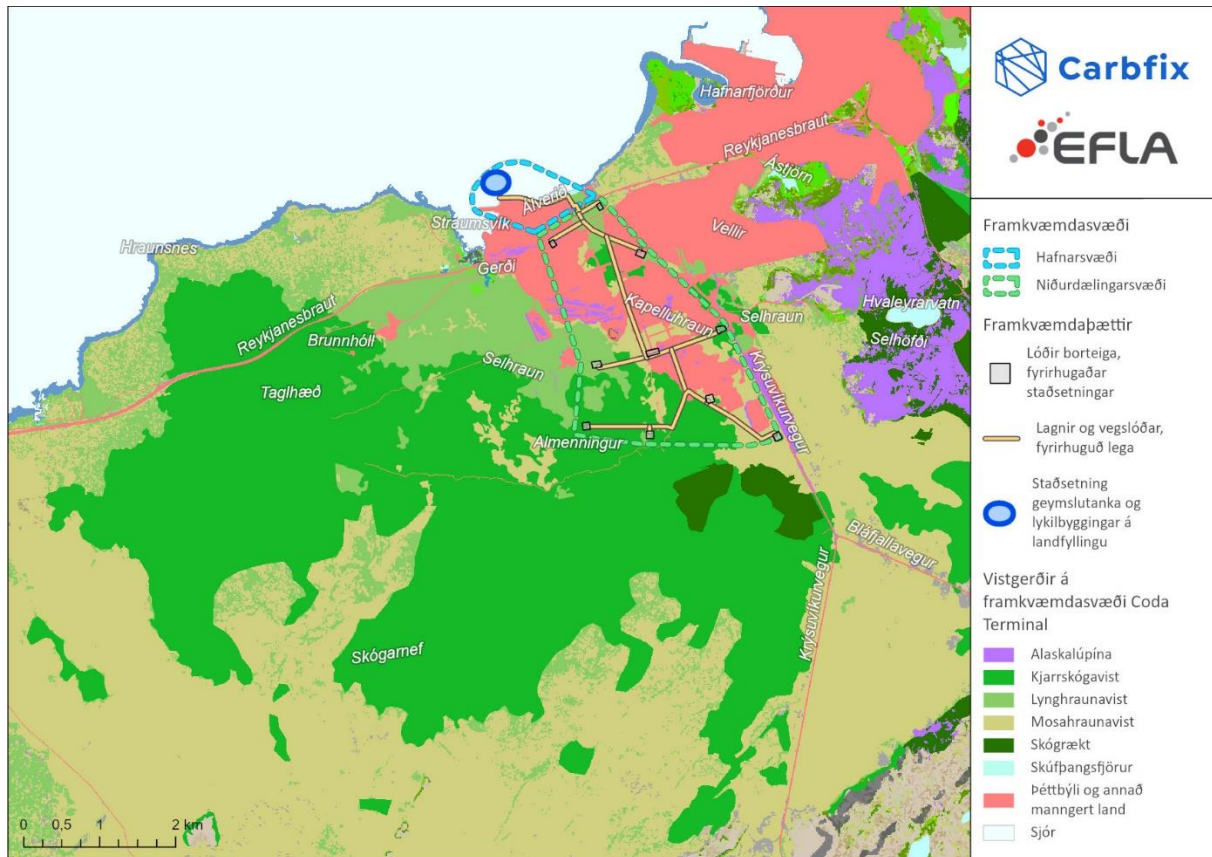 Hafnarfjörður
Reykjanesbraut
Ástjörn
Álverið
Straumsvík
Vellir
Hraunsnes
Gerði
Hvaleyrarvatn
Kapelluhraun
Selhraun
Reykjanesbraut
Brunnhóll
Selhöfði
Selhraun
Krýsuvíkurvegur
Taglhæð
Almenningur
Bláfjallavegur
Krýsuvíkurvegur
Skógarnef
0 0,5 1 2 km
Carbfix
EFLA
Framkvæmdasvæði
Hafnarsvæði
Niðurdælingarsvæði
Framkvæmdaþættir
Lóðir borteiga,
fyrirhugaðar
staðsetningar
Lagnir og vegslóðar,
fyrirhuguð lega
Staðsetning
geymslutanka og
lykilbyggingar á
landfyllingu
Vistgerðir á
framkvæmdasvæði Coda
Terminal
Alaskalúpína
Kjarrskógavist
Lynghraunavist
Mosahraunavist
Skógrækt
Skúfþangsfjörur
Þéttbýli og annað
manngert land
Sjór